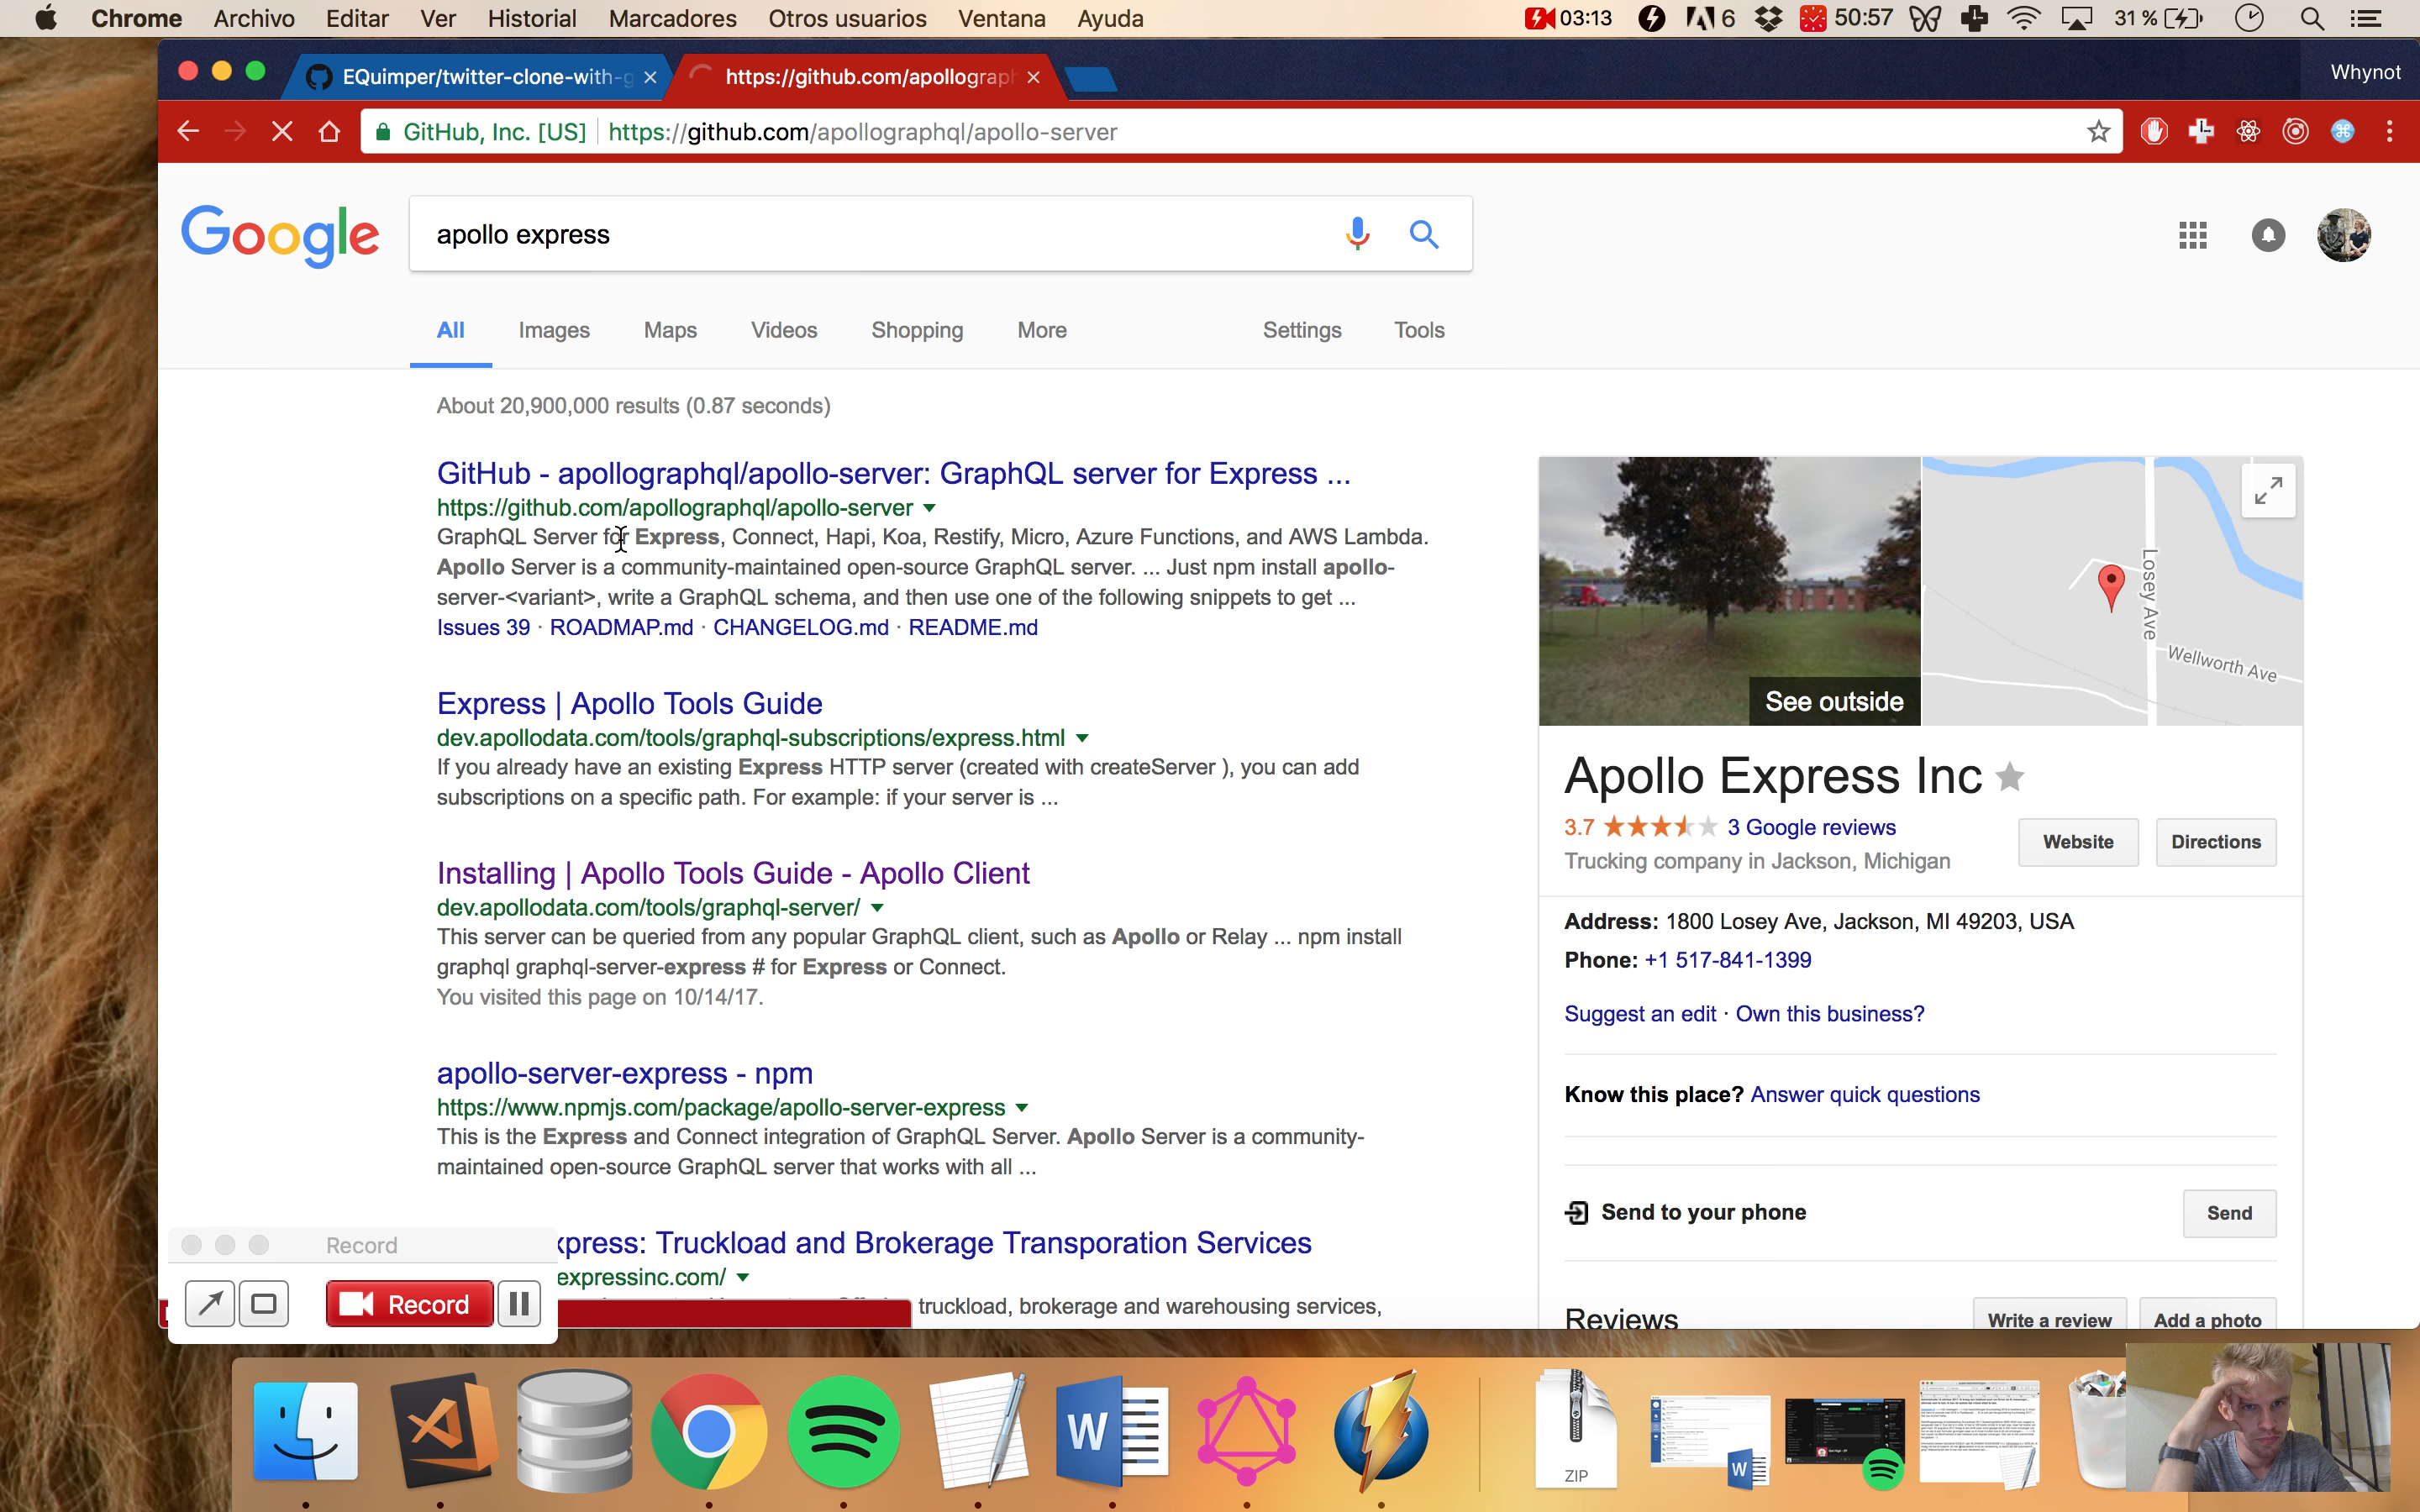 Chrome Archivo Editar Ver Historial Marcadores Otros usuarios Ventana Ayuda 03:13 6 50:57 31 %
EQuimper/twitter-clone-with-g https://github.com/apollograph Whynot
GitHub, Inc. [US] https://github.com/apollographql/apollo-server
Google apollo express
All Images Maps Videos Shopping More Settings Tools
About 20,900,000 results (0.87 seconds)
GitHub - apollographql/apollo-server: GraphQL server for Express ...
https://github.com/apollographql/apollo-server
GraphQL Server for Express, Connect, Hapi, Koa, Restify, Micro, Azure Functions, and AWS Lambda.
Apollo Server is a community-maintained open-source GraphQL server. ... Just npm install apollo-
server-<variant>, write a GraphQL schema, and then use one of the following snippets to get ...
Issues 39 · ROADMAP.md · CHANGELOG.md · README.md
Express | Apollo Tools Guide
dev.apollodata.com/tools/graphql-subscriptions/express.html
If you already have an existing Express HTTP server (created with createServer ), you can add
subscriptions on a specific path. For example: if your server is ...
Installing | Apollo Tools Guide - Apollo Client
dev.apollodata.com/tools/graphql-server/
This server can be queried from any popular GraphQL client, such as Apollo or Relay ... npm install
graphql graphql-server-express # for Express or Connect.
You visited this page on 10/14/17.
apollo-server-express - npm
https://www.npmjs.com/package/apollo-server-express
This is the Express and Connect integration of GraphQL Server. Apollo Server is a community-
maintained open-source GraphQL server that works with all ...
xpress: Truckload and Brokerage Transporation Services
expressinc.com/
truckload, brokerage and warehousing services,
See outside
Losey Ave
Wellworth Ave
Apollo Express Inc
3.7 3 Google reviews
Trucking company in Jackson, Michigan
Website Directions
Address: 1800 Losey Ave, Jackson, MI 49203, USA
Phone: +1 517-841-1399
Suggest an edit · Own this business?
Know this place? Answer quick questions
Send to your phone Send
Reviews Write a review Add a photo
Record
Record
W
ZIP
W